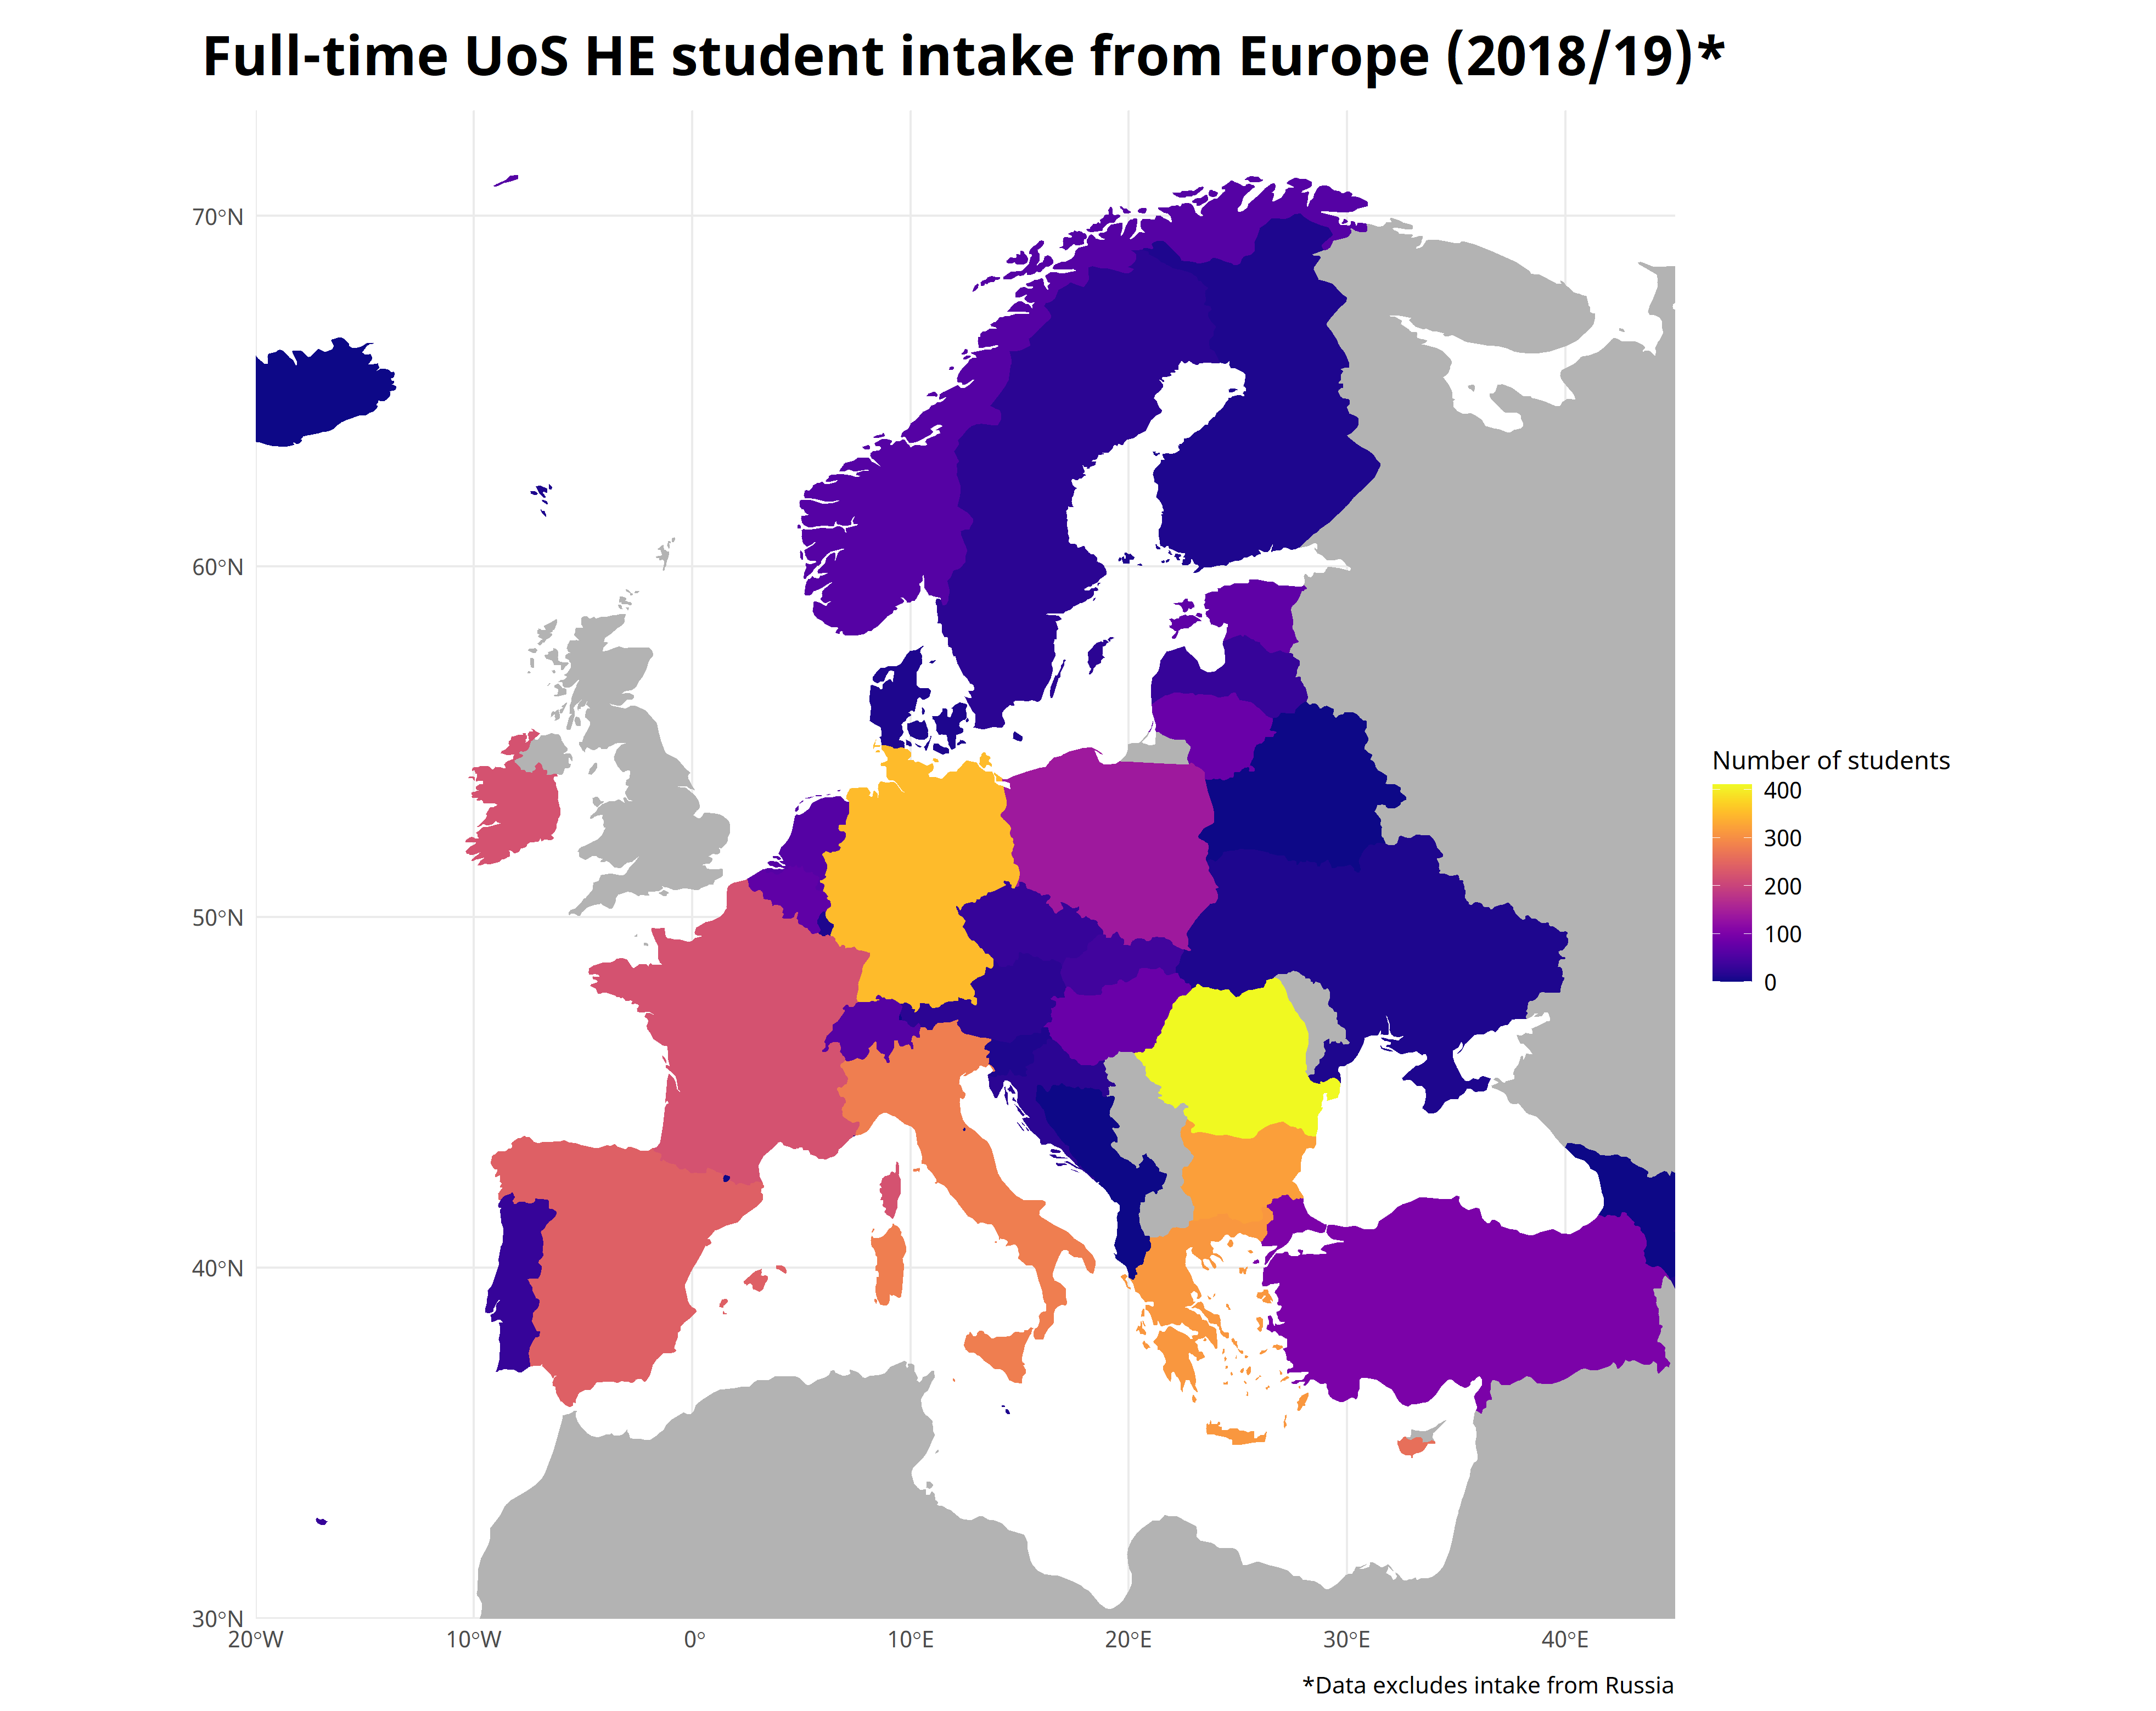 Full-time UoS HE student intake from Europe (2018/19)*
70°N
60°N
50°N
40°N
30°N
20°W 10°W 0° 10°E 20°E 30°E 40°E
Number of students
400
300
200
100
0
*Data excludes intake from Russia